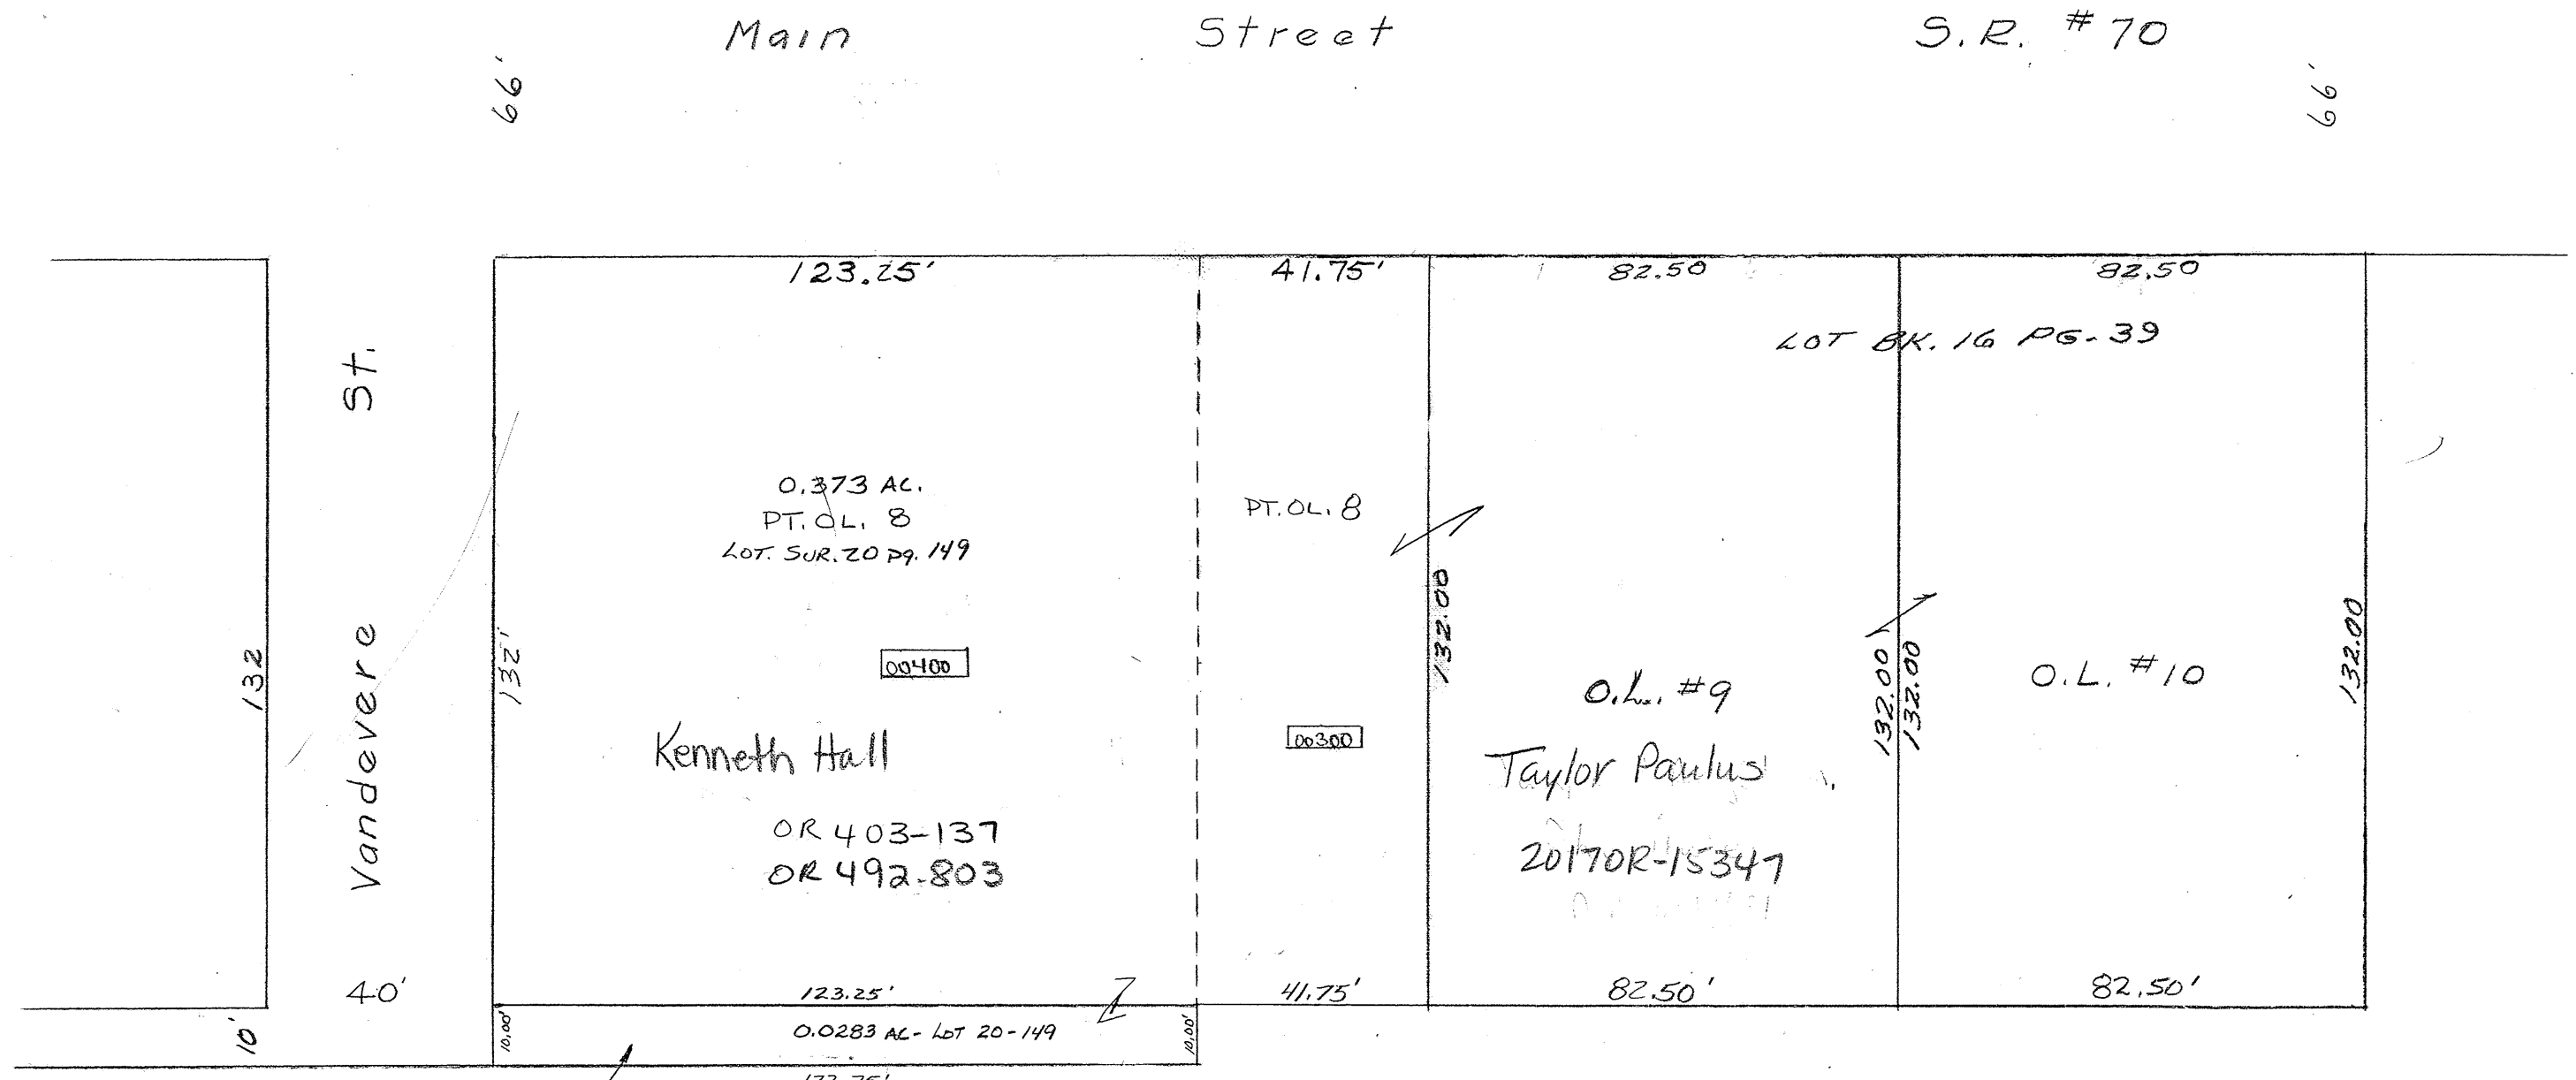 Main Street S.R. #70
66'
66'
123.25'
41.75'
82.50
82.50
LOT BK. 16 PG. 39
St.
Vandevere
0.373 AC.
PT. OL. 8
LOT. SUR. 20 pg. 149
PT. OL. 8
132
132'
132.00
132.00
132.00
132.00
00400
00300
O.L. #9
O.L. #10
Kenneth Hall
Taylor Paulus
OR 403-137
OR 492-803
2017OR-15347
40'
123.25'
41.75'
82.50'
82.50'
10'
10.00'
0.0283 AC - LOT 20-149
10.00'